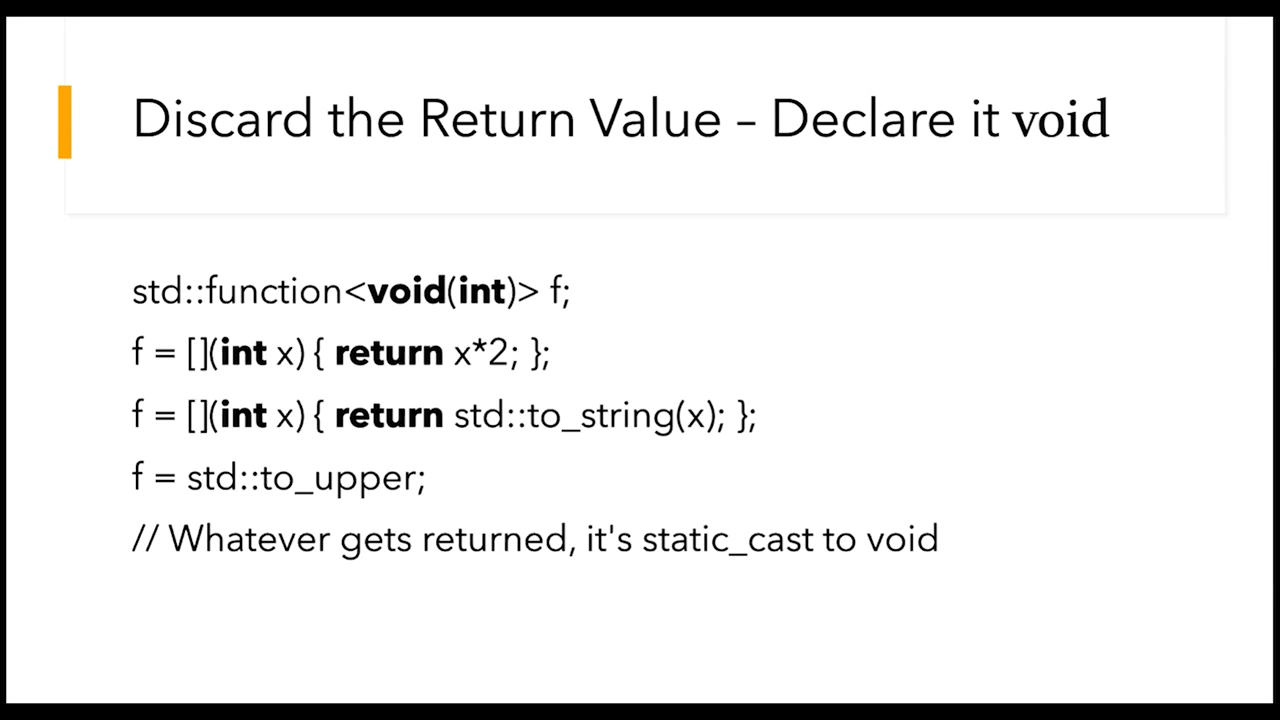 Discard the Return Value – Declare it void
std::function<void(int)> f;
f = [](int x) { return x*2; };
f = [](int x) { return std::to_string(x); };
f = std::to_upper;
// Whatever gets returned, it's static_cast to void